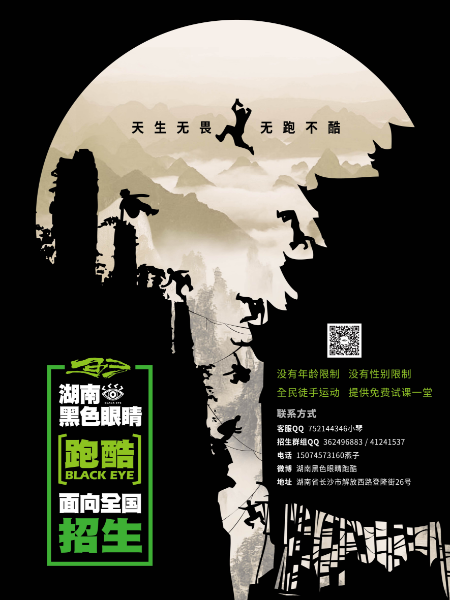 天生无畏 无跑不酷
湖南
黑色眼睛
跑酷
BLACK EYE
面向全国
招生
没有年龄限制 没有性别限制
全民徒手运动 提供免费试课一堂
联系方式
客服QQ 752144346小琴
招生群组QQ 362496883 / 41241537
电话 15074573160燕子
微博 湖南黑色眼睛跑酷
地址 湖南省长沙市解放西路登隆街26号